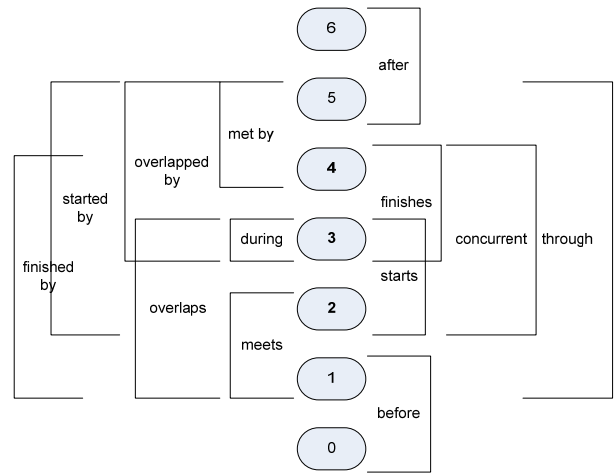 6
after
5
met by
overlapped
by
4
started
by
finishes
during
3
concurrent
through
finished
by
starts
overlaps
2
meets
1
before
0